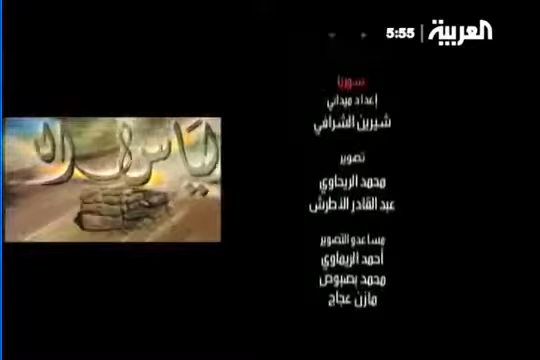 5:55 | العربية
سوريا
إعداد ميداني
شيرين الشرافي
تصوير
محمد الريحاوي
عبد القادر الأطرش
مساعدو التصوير
أحمد الريماوي
محمد بصبوص
مازن عجاج